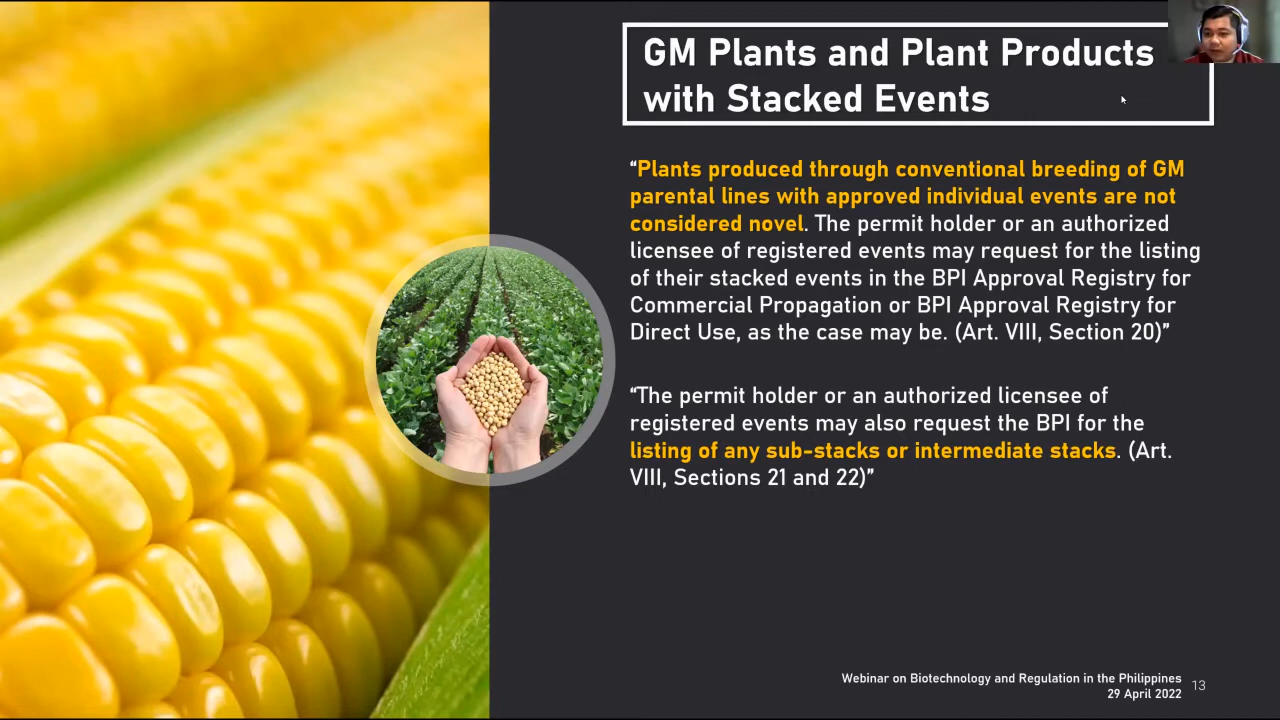 GM Plants and Plant Products
with Stacked Events
“Plants produced through conventional breeding of GM
parental lines with approved individual events are not
considered novel. The permit holder or an authorized
licensee of registered events may request for the listing
of their stacked events in the BPI Approval Registry for
Commercial Propagation or BPI Approval Registry for
Direct Use, as the case may be. (Art. VIII, Section 20)”
“The permit holder or an authorized licensee of
registered events may also request the BPI for the
listing of any sub-stacks or intermediate stacks. (Art.
VIII, Sections 21 and 22)”
Webinar on Biotechnology and Regulation in the Philippines
29 April 2022
13